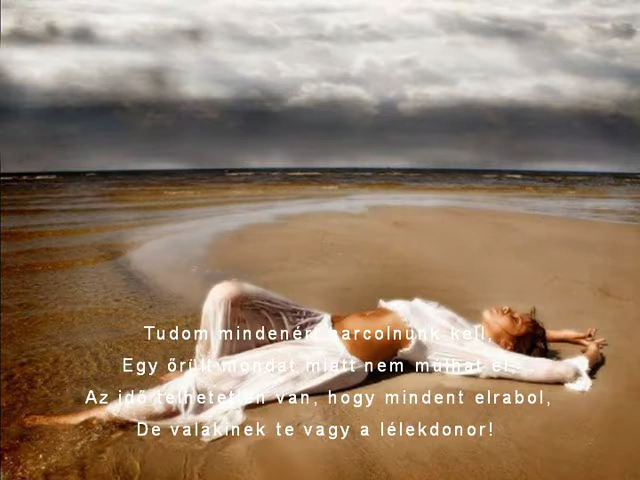 Tudom mindenért harcolnunk kell,
Egy őrült mondat miatt nem múlhat el,
Az idő telhetetlen van, hogy mindent elrabol,
De valakinek te vagy a lélekdonor!